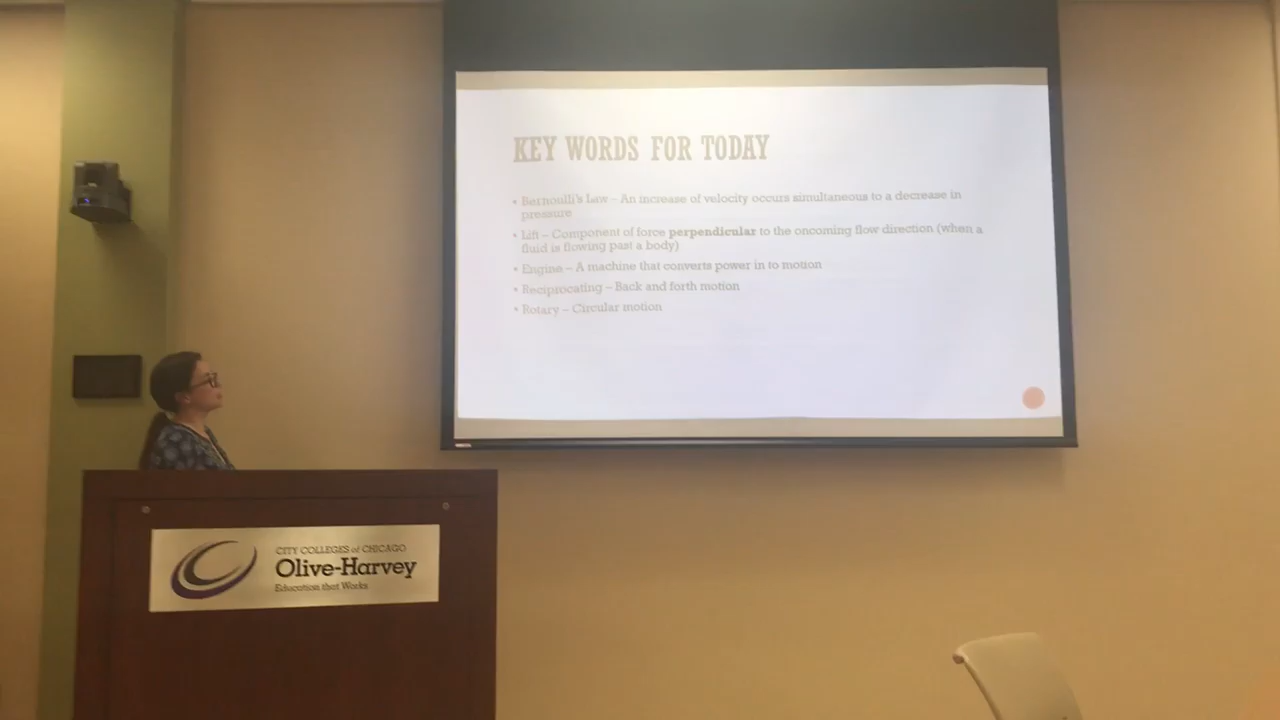 KEY WORDS FOR TODAY
• Bernoulli's Law – An increase of velocity occurs simultaneous to a decrease in
pressure
• Lift – Component of force perpendicular to the oncoming flow direction (when a
fluid is flowing past a body)
• Engine – A machine that converts power in to motion
• Reciprocating – Back and forth motion
• Rotary – Circular motion
CITY COLLEGES of CHICAGO
Olive-Harvey
Education that Works